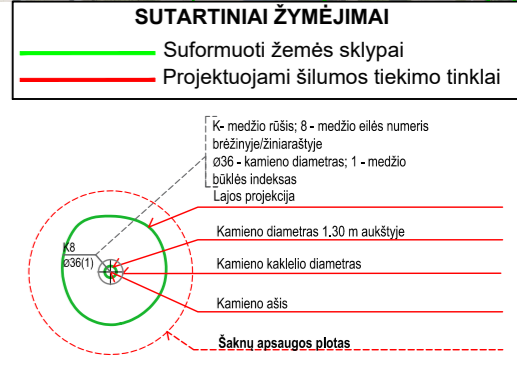 SUTARTINIAI ŽYMĖJIMAI
Suformuoti žemės sklypai
Projektuojami šilumos tiekimo tinklai
K- medžio rūšis; 8 - medžio eilės numeris
brėžinyje/žiniaraštyje
Ø36 - kamieno diametras; 1 - medžio
būklės indeksas
Lajos projekcija
Kamieno diametras 1,30 m aukštyje
K8
Ø36(1)
Kamieno kaklelio diametras
Kamieno ašis
Šaknų apsaugos plotas